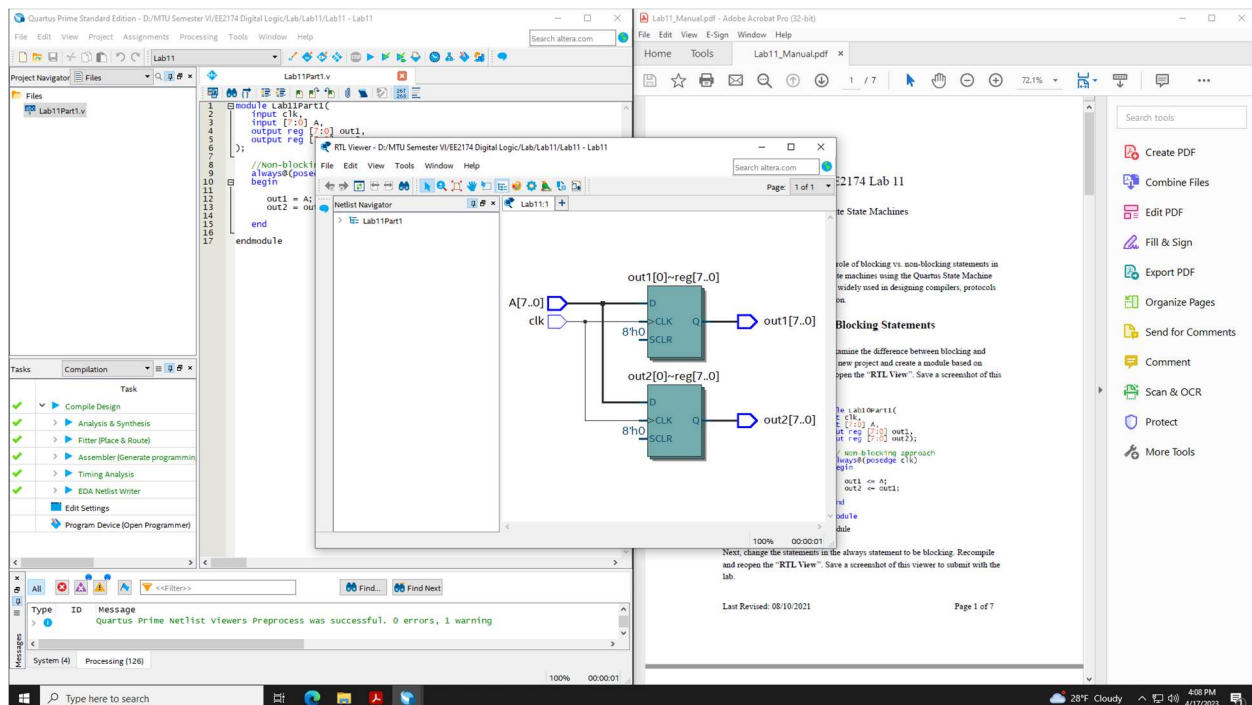 Quartus Prime Standard Edition - D:/MTU Semester VI/EE2174 Digital Logic/Lab/Lab11/Lab11 - Lab11
File Edit View Project Assignments Processing Tools Window Help
Search altera.com
Lab11
Project Navigator
Files
Files
Lab11Part1.v
Lab11Part1.v
267
268
1 module Lab11Part1(
2 input clk,
3 input [7:0] A,
4 output reg [7:0] out1,
5 output reg [
6 );
7
8 //Non-blocki
9 always@(pose
10 begin
11
12 out1 = A;
13 out2 = ou
14
15 end
16
17 endmodule
Tasks
Compilation
Task
Compile Design
Analysis & Synthesis
Fitter (Place & Route)
Assembler (Generate programmin
Timing Analysis
EDA Netlist Writer
Edit Settings
Program Device (Open Programmer)
All
<<Filter>>
Find...
Find Next
Type ID Message
Quartus Prime Netlist Viewers Preprocess was successful. 0 errors, 1 warning
System (4)
Processing (126)
Messages
100% 00:00:01
RTL Viewer - D:/MTU Semester VI/EE2174 Digital Logic/Lab/Lab11/Lab11 - Lab11
File Edit View Tools Window Help
Search altera.com
Page: 1 of 1
Netlist Navigator
Lab11:1
Lab11Part1
out1[0]~reg[7..0]
A[7..0]
D
clk
CLK
Q
out1[7..0]
8'h0
SCLR
out2[0]~reg[7..0]
D
CLK
Q
out2[7..0]
8'h0
SCLR
100% 00:00:01
Lab11_Manual.pdf - Adobe Acrobat Pro (32-bit)
File Edit View E-Sign Window Help
Home Tools Lab11_Manual.pdf
1 / 7
72.1%
E2174 Lab 11
te State Machines
role of blocking vs. non-blocking statements in
te machines using the Quartus State Machine
widely used in designing compilers, protocols
on.
Blocking Statements
amine the difference between blocking and
new project and create a module based on
open the "RTL View". Save a screenshot of this
le Lab10Part1(
t clk,
t [7:0] A,
ut reg [7:0] out1,
ut reg [7:0] out2);
/ Non-blocking approach
lways@(posedge clk)
egin
out1 <= A;
out2 <= out1;
nd
odule
dule
Next, change the statements in the always statement to be blocking. Recompile
and reopen the "RTL View". Save a screenshot of this viewer to submit with the
lab.
Last Revised: 08/10/2021
Page 1 of 7
Search tools
Create PDF
Combine Files
Edit PDF
Fill & Sign
Export PDF
Organize Pages
Send for Comments
Comment
Scan & OCR
Protect
More Tools
Type here to search
28°F Cloudy
4:08 PM
4/17/2023